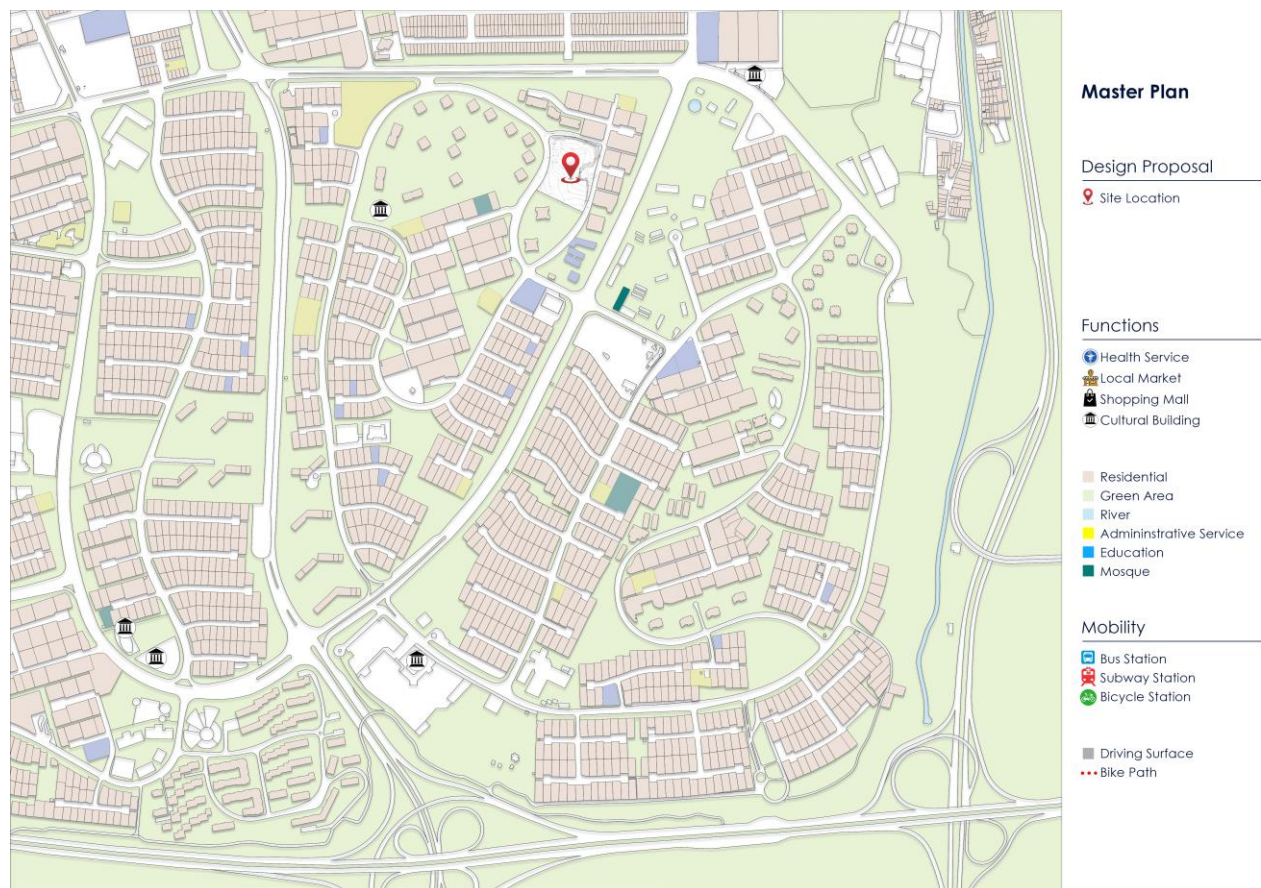 Master Plan
Design Proposal
Site Location
Functions
Health Service
Local Market
Shopping Mall
Cultural Building
Residential
Green Area
River
Admininstrative Service
Education
Mosque
Mobility
Bus Station
Subway Station
Bicycle Station
Driving Surface
Bike Path